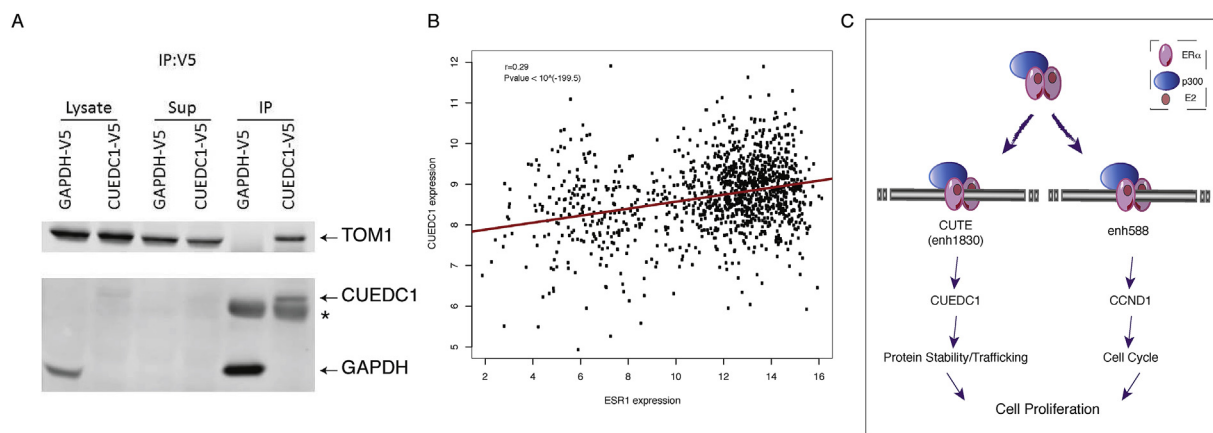 A
IP:V5
Lysate Sup IP
GAPDH-V5
CUEDC1-V5
GAPDH-V5
CUEDC1-V5
GAPDH-V5
CUEDC1-V5
←TOM1
←CUEDC1
*
←GAPDH
B
r=0.29
Pvalue < 10^(-199.5)
CUEDC1 expression
12
11
10
9
8
7
6
5
2 4 6 8 10 12 14 16
ESR1 expression
C
ERα
p300
E2
CUTE
(enh1830)
enh588
CUEDC1
CCND1
Protein Stability/Trafficking
Cell Cycle
Cell Proliferation